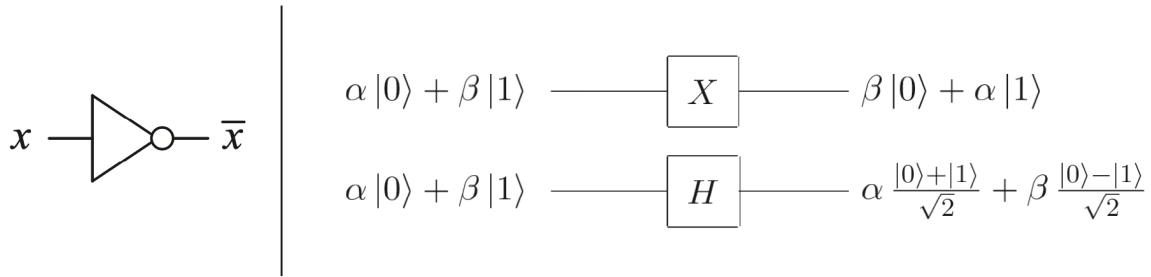 α |0⟩ + β |1⟩ X β |0⟩ + α |1⟩
x x̅
α |0⟩ + β |1⟩ H α (|0⟩+|1⟩)/√2 + β (|0⟩−|1⟩)/√2